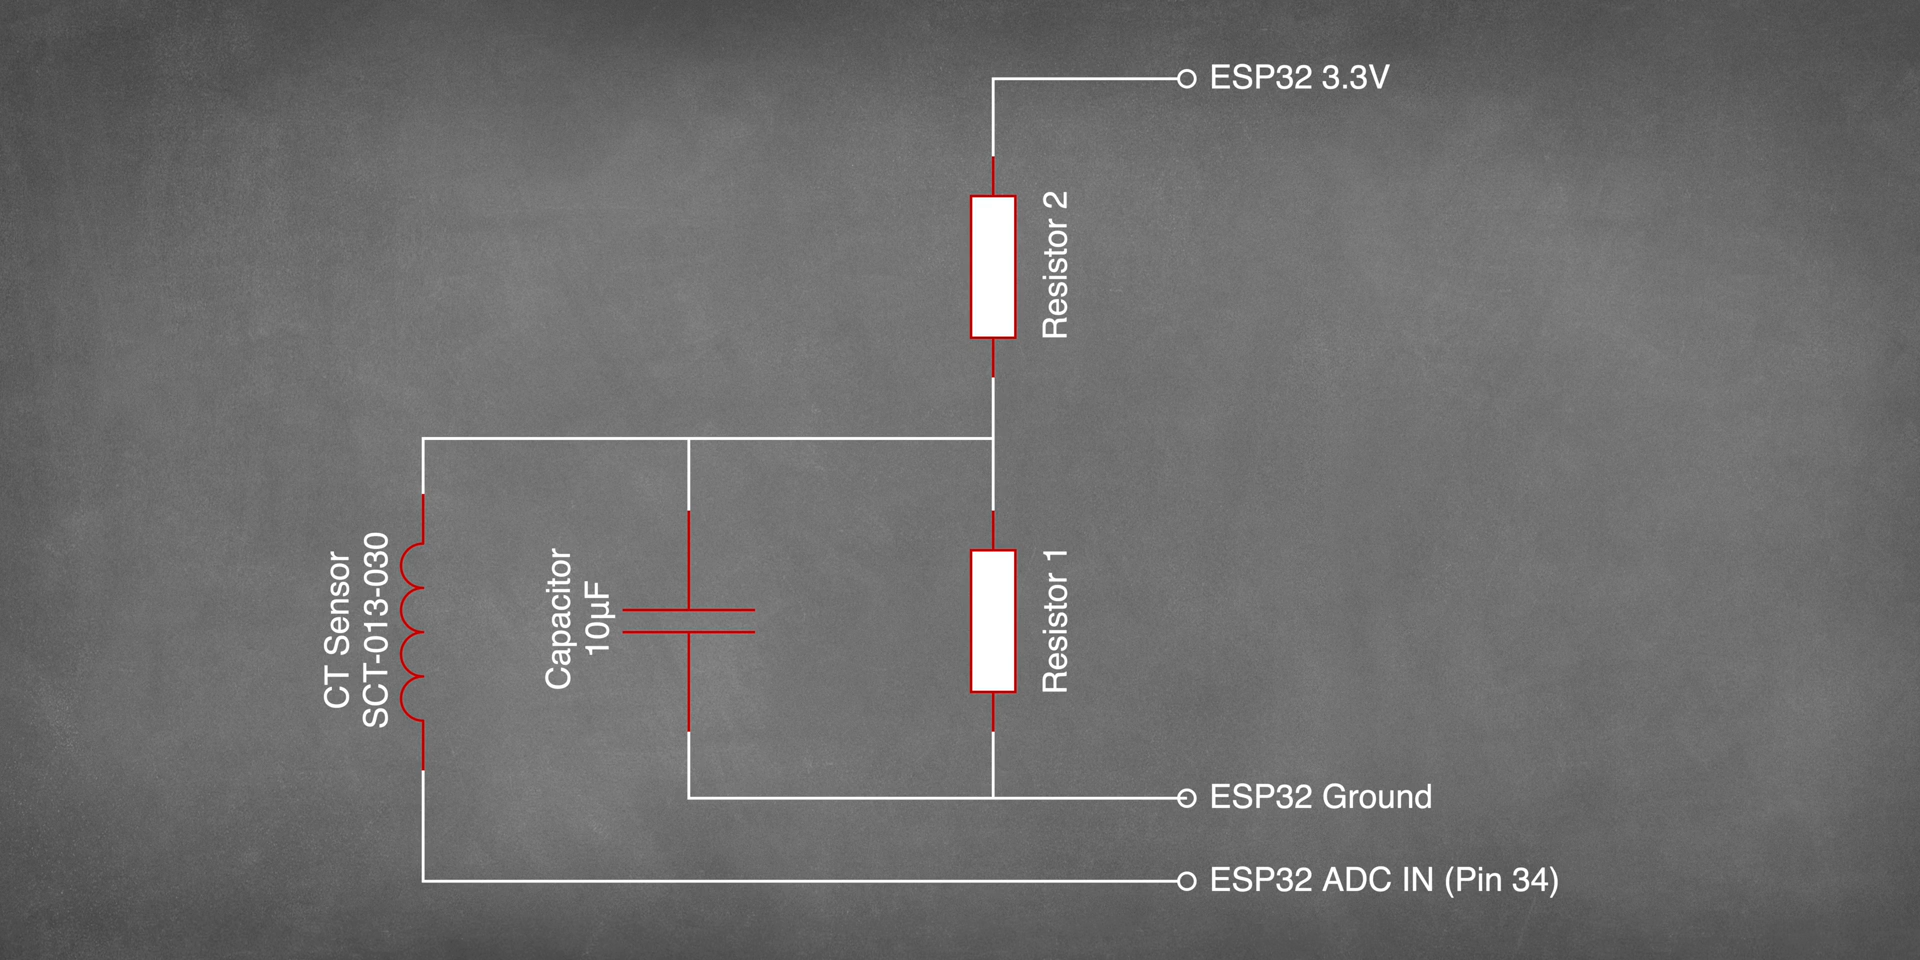 ESP32 3.3V
Resistor 2
CT Sensor
SCT-013-030
Capacitor
10µF
Resistor 1
ESP32 Ground
ESP32 ADC IN (Pin 34)